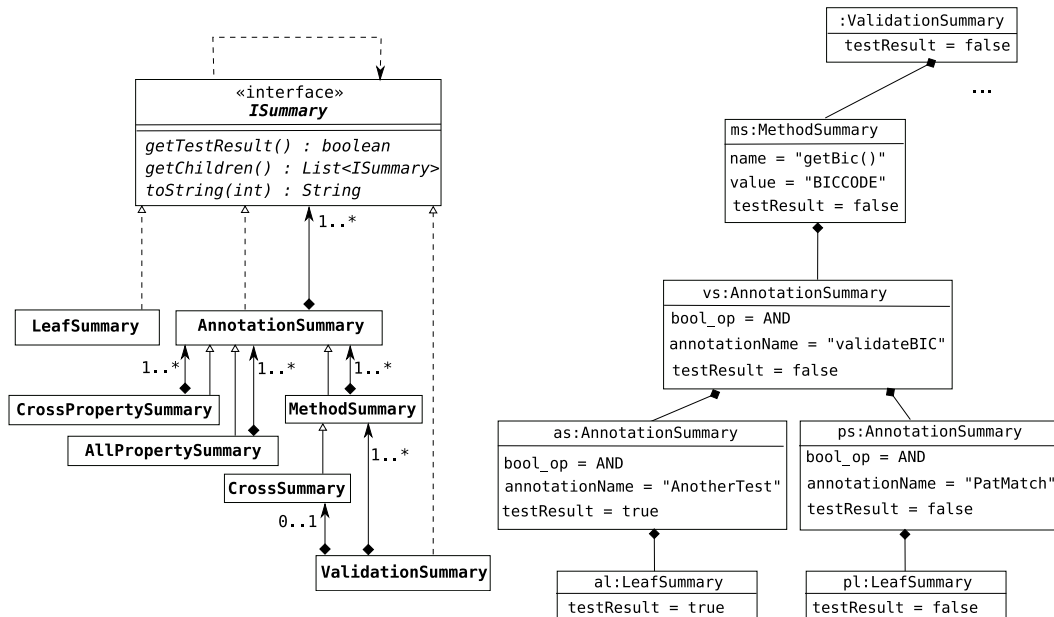 «interface»
ISummary
getTestResult() : boolean
getChildren() : List<ISummary>
toString(int) : String
1..*
LeafSummary
AnnotationSummary
1..*
1..*
1..*
CrossPropertySummary
MethodSummary
AllPropertySummary
1..*
CrossSummary
0..1
ValidationSummary
:ValidationSummary
testResult = false
...
ms:MethodSummary
name = "getBic()"
value = "BICCODE"
testResult = false
vs:AnnotationSummary
bool_op = AND
annotationName = "validateBIC"
testResult = false
as:AnnotationSummary
bool_op = AND
annotationName = "AnotherTest"
testResult = true
ps:AnnotationSummary
bool_op = AND
annotationName = "PatMatch"
testResult = false
al:LeafSummary
testResult = true
pl:LeafSummary
testResult = false